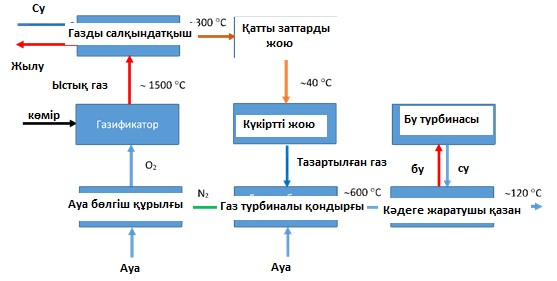 Су
Газды салқындатқыш
~300 °C
Қатты заттарды
жою
Жылу
Ыстық газ
~ 1500 °C
~40 °C
көмір
Газификатор
Күкіртті жою
Бу турбинасы
O₂
Тазартылған газ
бу
су
Ауа бөлгіш құрылғы
N₂
Газ турбиналы қондырғы
~600 °C
Кәдеге жаратушы қазан
~120 °C
Ауа
Ауа